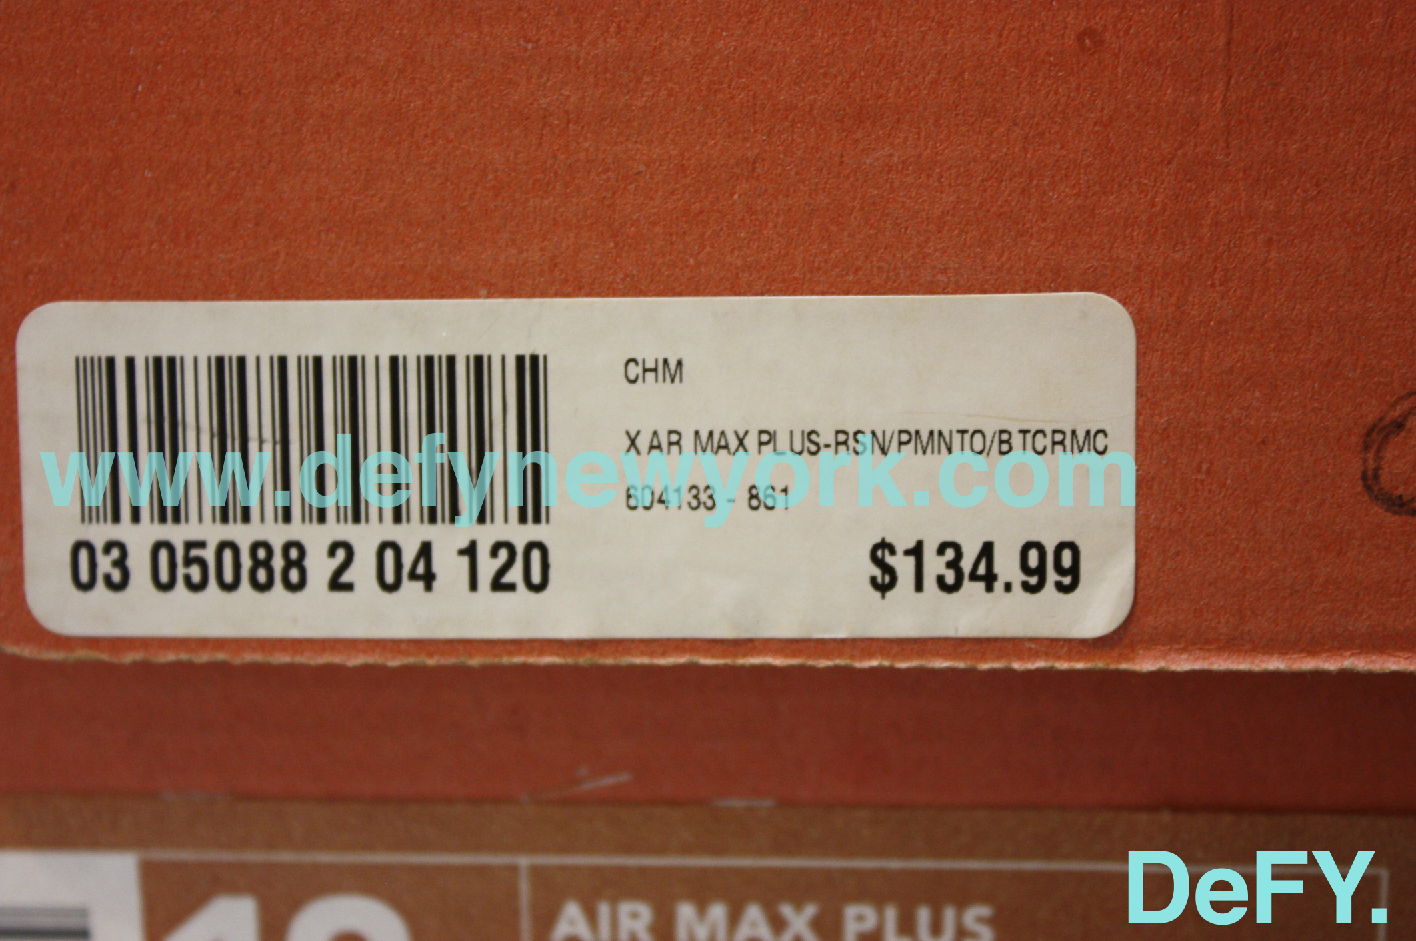 CHM
X AR MAX PLUS-RSN/PMNTO/B TCRMC
604133 - 861
03 05088 2 04 120
$134.99
www.defynewyork.com
AIR MAX PLUS
DeFY.